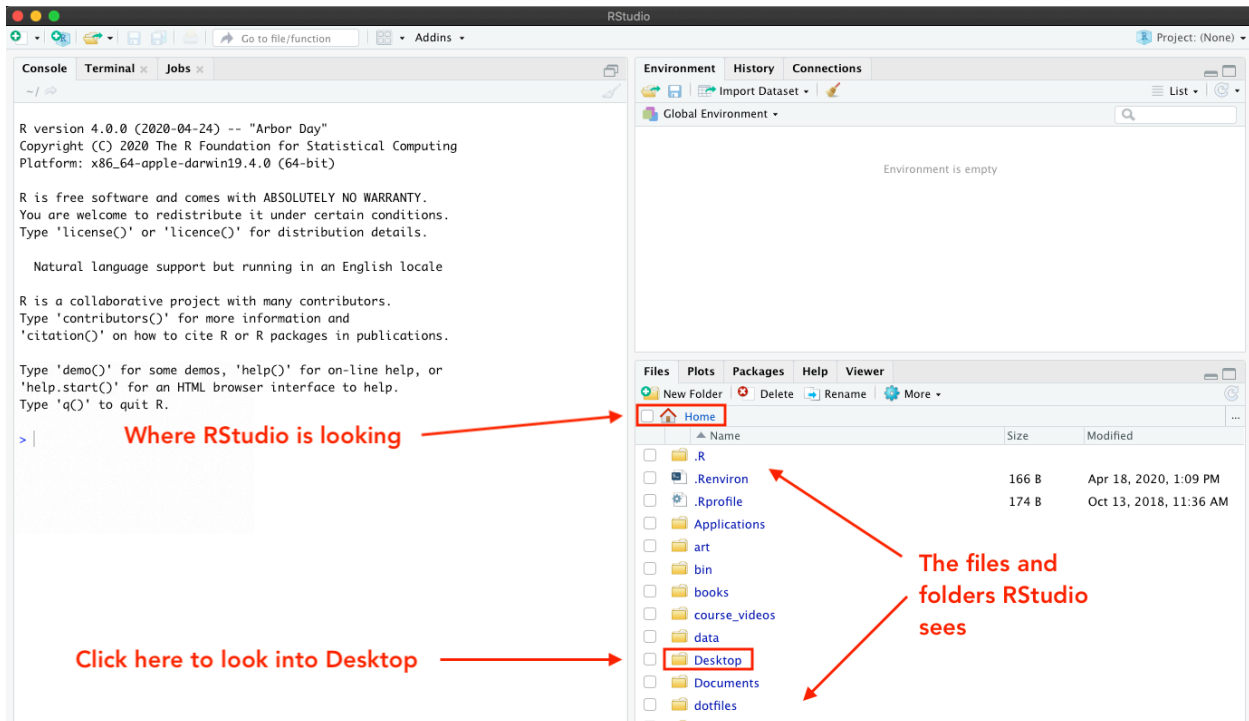 RStudio
Go to file/function
Addins
Project: (None)
Console Terminal Jobs
~/
R version 4.0.0 (2020-04-24) -- "Arbor Day"
Copyright (C) 2020 The R Foundation for Statistical Computing
Platform: x86_64-apple-darwin19.4.0 (64-bit)
R is free software and comes with ABSOLUTELY NO WARRANTY.
You are welcome to redistribute it under certain conditions.
Type 'license()' or 'licence()' for distribution details.
Natural language support but running in an English locale
R is a collaborative project with many contributors.
Type 'contributors()' for more information and
'citation()' on how to cite R or R packages in publications.
Type 'demo()' for some demos, 'help()' for on-line help, or
'help.start()' for an HTML browser interface to help.
Type 'q()' to quit R.
>
Where RStudio is looking
Click here to look into Desktop
Environment History Connections
Import Dataset
List
Global Environment
Environment is empty
Files Plots Packages Help Viewer
New Folder Delete Rename More
Home
...
Name Size Modified
.R
.Renviron 166 B Apr 18, 2020, 1:09 PM
.Rprofile 174 B Oct 13, 2018, 11:36 AM
Applications
art
bin
books
course_videos
data
Desktop
Documents
dotfiles
The files and
folders RStudio
sees